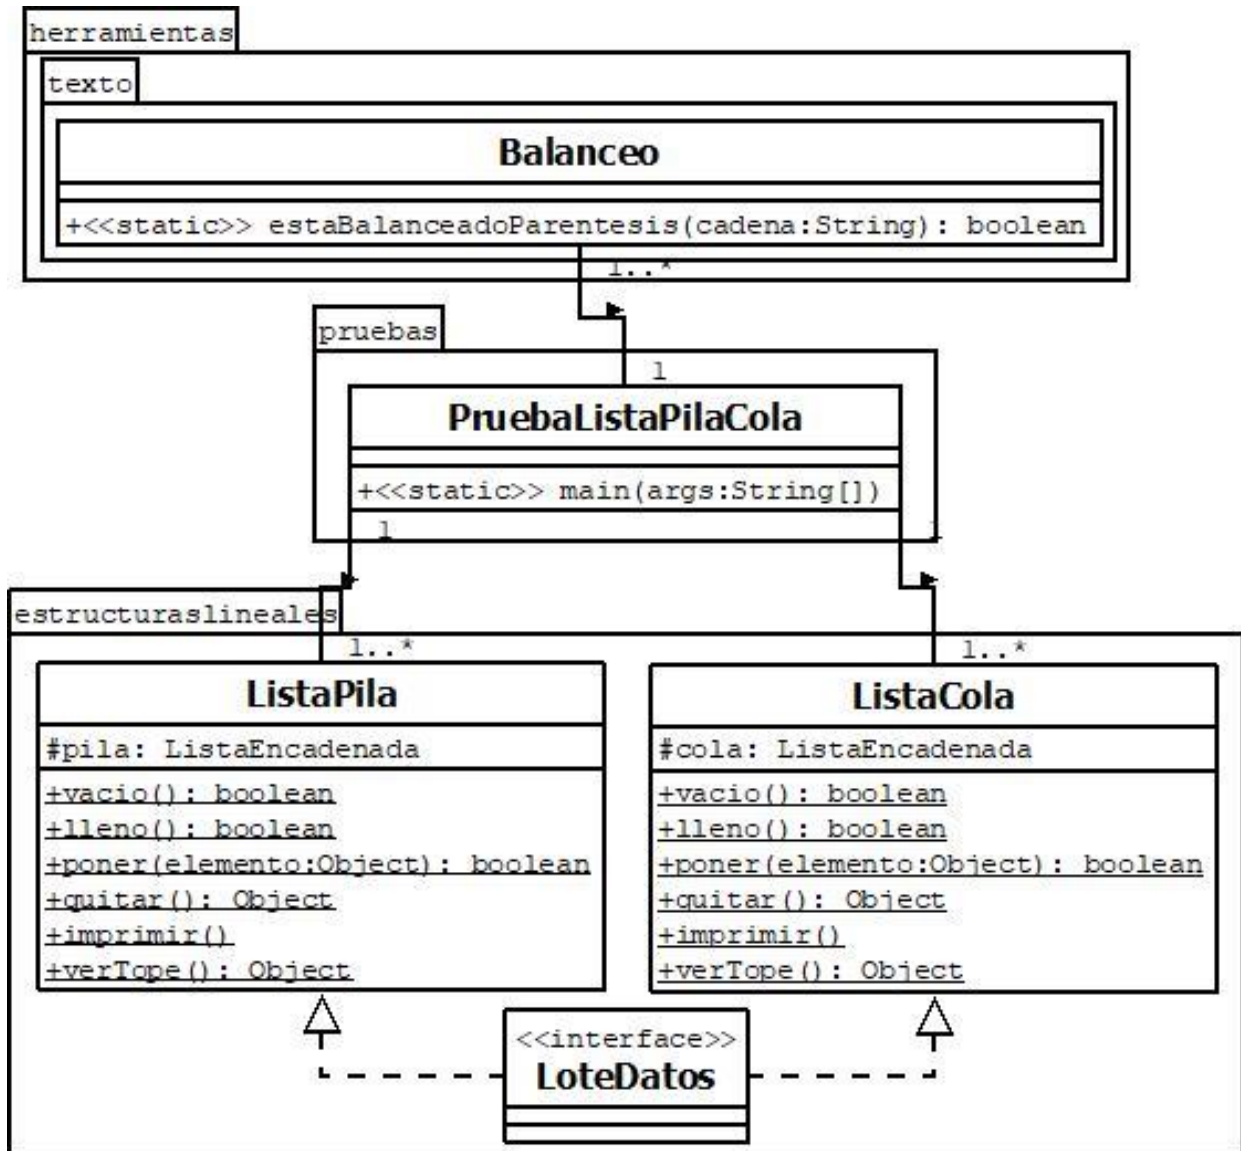 herramientas
texto
Balanceo
+<<static>> estaBalanceadoParentesis(cadena:String): boolean
1..*
pruebas
1
PruebaListaPilaCola
+<<static>> main(args:String[])
1
1
estructuraslineales
1..*
1..*
ListaPila
#pila: ListaEncadenada
+vacio(): boolean
+lleno(): boolean
+poner(elemento:Object): boolean
+quitar(): Object
+imprimir()
+verTope(): Object
ListaCola
#cola: ListaEncadenada
+vacio(): boolean
+lleno(): boolean
+poner(elemento:Object): boolean
+quitar(): Object
+imprimir()
+verTope(): Object
<<interface>>
LoteDatos